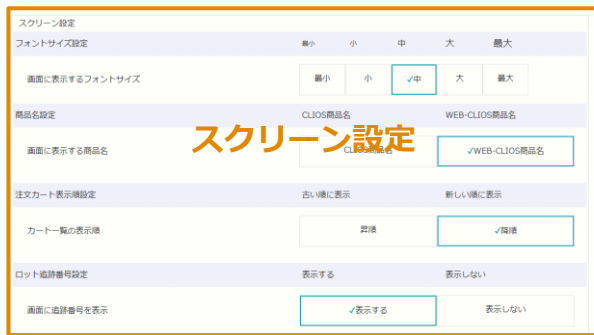 スクリーン設定
フォントサイズ設定 最小 小 中 大 最大
画面に表示するフォントサイズ 最小 小 ✓中 大 最大
商品名設定 CLIOS商品名 WEB-CLIOS商品名
スクリーン設定
画面に表示する商品名 CLIOS商品名 ✓WEB-CLIOS商品名
注文カート表示順設定 古い順に表示 新しい順に表示
カート一覧の表示順 昇順 ✓降順
ロット追跡番号設定 表示する 表示しない
画面に追跡番号を表示 ✓表示する 表示しない